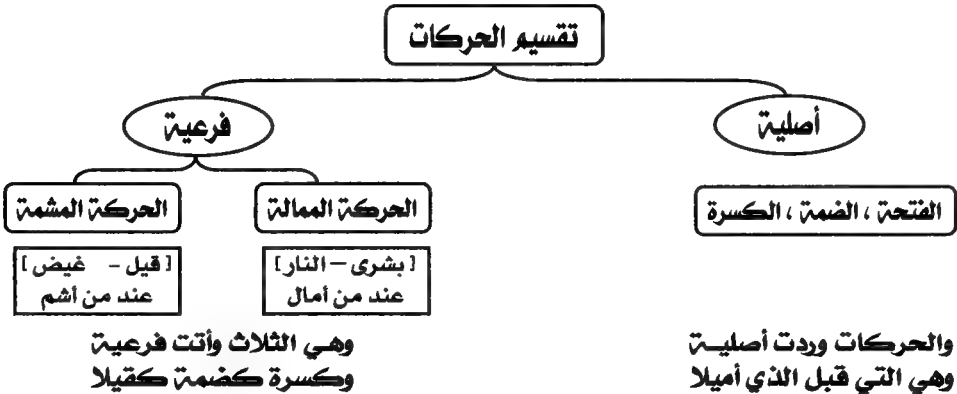 تقسيم الحركات
أصلية
فرعية
الفتحة ، الضمة ، الكسرة
الحركة الممالة
الحركة المشمة
[ بشرى – النار ]
عند من أمال
[ قيل - غيض ]
عند من أشم
والحركات وردت أصلية وهي الثلاث وأتت فرعية
وهي التي قبل الذي أميلا وكسرة كضمة كقيلا